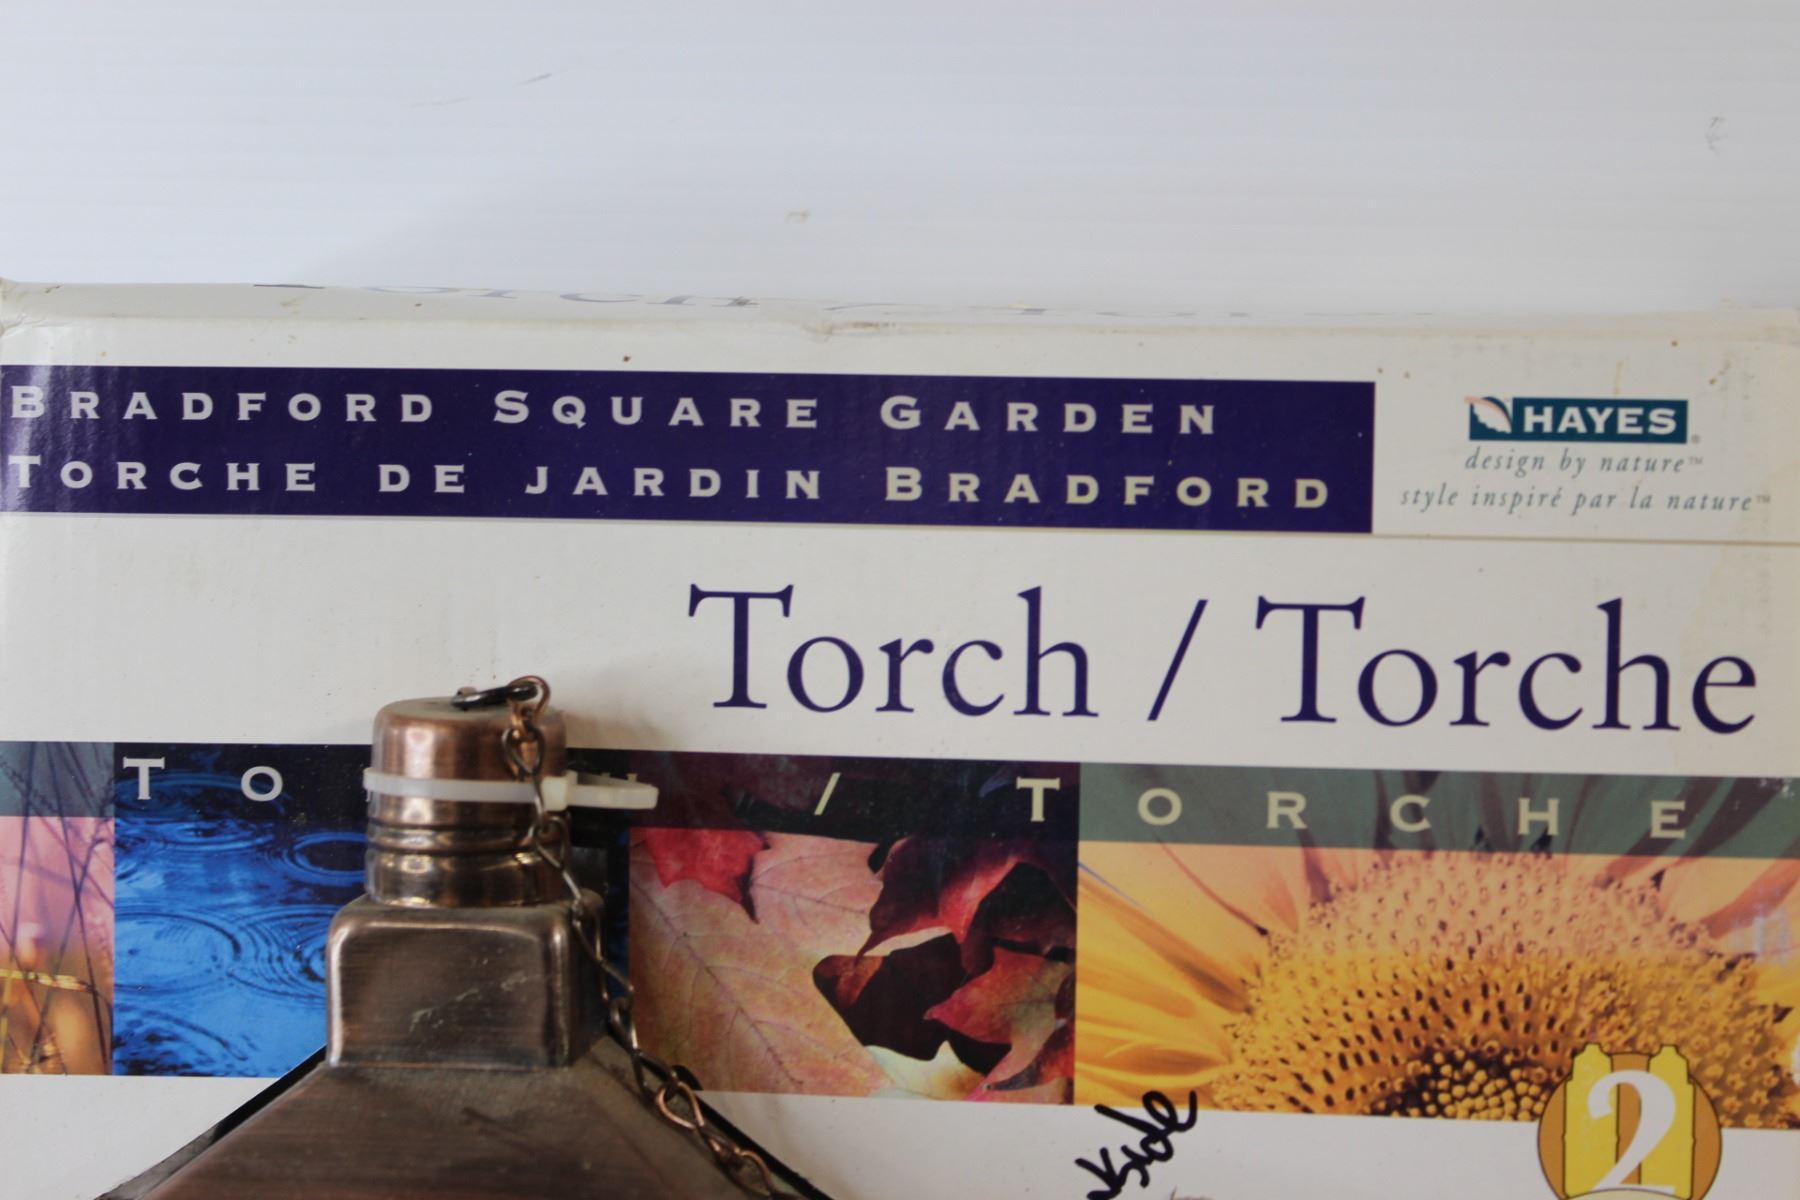 BRADFORD SQUARE GARDEN
TORCHE DE JARDIN BRADFORD
HAYES®
design by nature™
style inspiré par la nature™
Torch / Torche
/ TORCHE
2